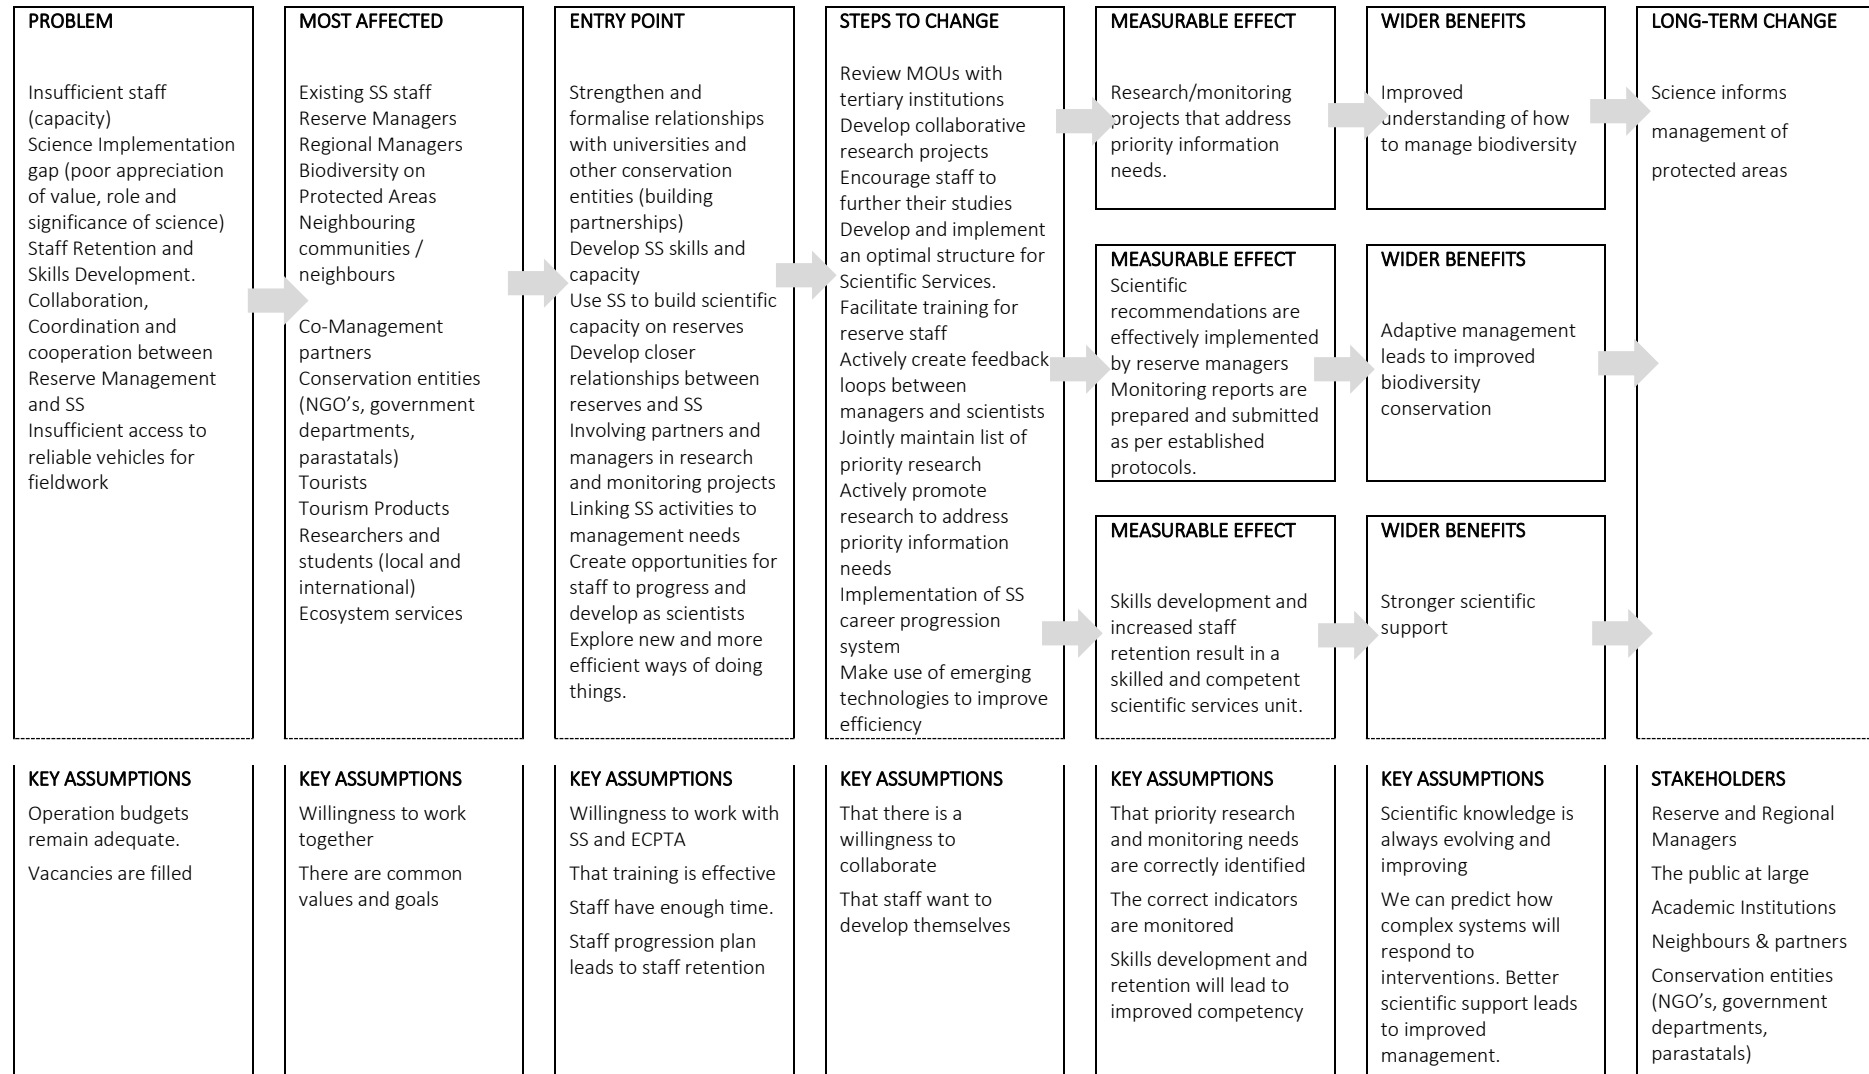 PROBLEM
Insufficient staff
(capacity)
Science Implementation
gap (poor appreciation
of value, role and
significance of science)
Staff Retention and
Skills Development.
Collaboration,
Coordination and
cooperation between
Reserve Management
and SS
Insufficient access to
reliable vehicles for
fieldwork
MOST AFFECTED
Existing SS staff
Reserve Managers
Regional Managers
Biodiversity on
Protected Areas
Neighbouring
communities /
neighbours
Co-Management
partners
Conservation entities
(NGO’s, government
departments,
parastatals)
Tourists
Tourism Products
Researchers and
students (local and
international)
Ecosystem services
ENTRY POINT
Strengthen and
formalise relationships
with universities and
other conservation
entities (building
partnerships)
Develop SS skills and
capacity
Use SS to build scientific
capacity on reserves
Develop closer
relationships between
reserves and SS
Involving partners and
managers in research
and monitoring projects
Linking SS activities to
management needs
Create opportunities for
staff to progress and
develop as scientists
Explore new and more
efficient ways of doing
things.
STEPS TO CHANGE
Review MOUs with
tertiary institutions
Develop collaborative
research projects
Encourage staff to
further their studies
Develop and implement
an optimal structure for
Scientific Services.
Facilitate training for
reserve staff
Actively create feedback
loops between
managers and scientists
Jointly maintain list of
priority research
Actively promote
research to address
priority information
needs
Implementation of SS
career progression
system
Make use of emerging
technologies to improve
efficiency
MEASURABLE EFFECT
Research/monitoring
projects that address
priority information
needs.
WIDER BENEFITS
Improved
understanding of how
to manage biodiversity
LONG-TERM CHANGE
Science informs
management of
protected areas
MEASURABLE EFFECT
Scientific
recommendations are
effectively implemented
by reserve managers
Monitoring reports are
prepared and submitted
as per established
protocols.
WIDER BENEFITS
Adaptive management
leads to improved
biodiversity
conservation
MEASURABLE EFFECT
Skills development and
increased staff
retention result in a
skilled and competent
scientific services unit.
WIDER BENEFITS
Stronger scientific
support
KEY ASSUMPTIONS
Operation budgets
remain adequate.
Vacancies are filled
KEY ASSUMPTIONS
Willingness to work
together
There are common
values and goals
KEY ASSUMPTIONS
Willingness to work with
SS and ECPTA
That training is effective
Staff have enough time.
Staff progression plan
leads to staff retention
KEY ASSUMPTIONS
That there is a
willingness to
collaborate
That staff want to
develop themselves
KEY ASSUMPTIONS
That priority research
and monitoring needs
are correctly identified
The correct indicators
are monitored
Skills development and
retention will lead to
improved competency
KEY ASSUMPTIONS
Scientific knowledge is
always evolving and
improving
We can predict how
complex systems will
respond to
interventions. Better
scientific support leads
to improved
management.
STAKEHOLDERS
Reserve and Regional
Managers
The public at large
Academic Institutions
Neighbours & partners
Conservation entities
(NGO’s, government
departments,
parastatals)